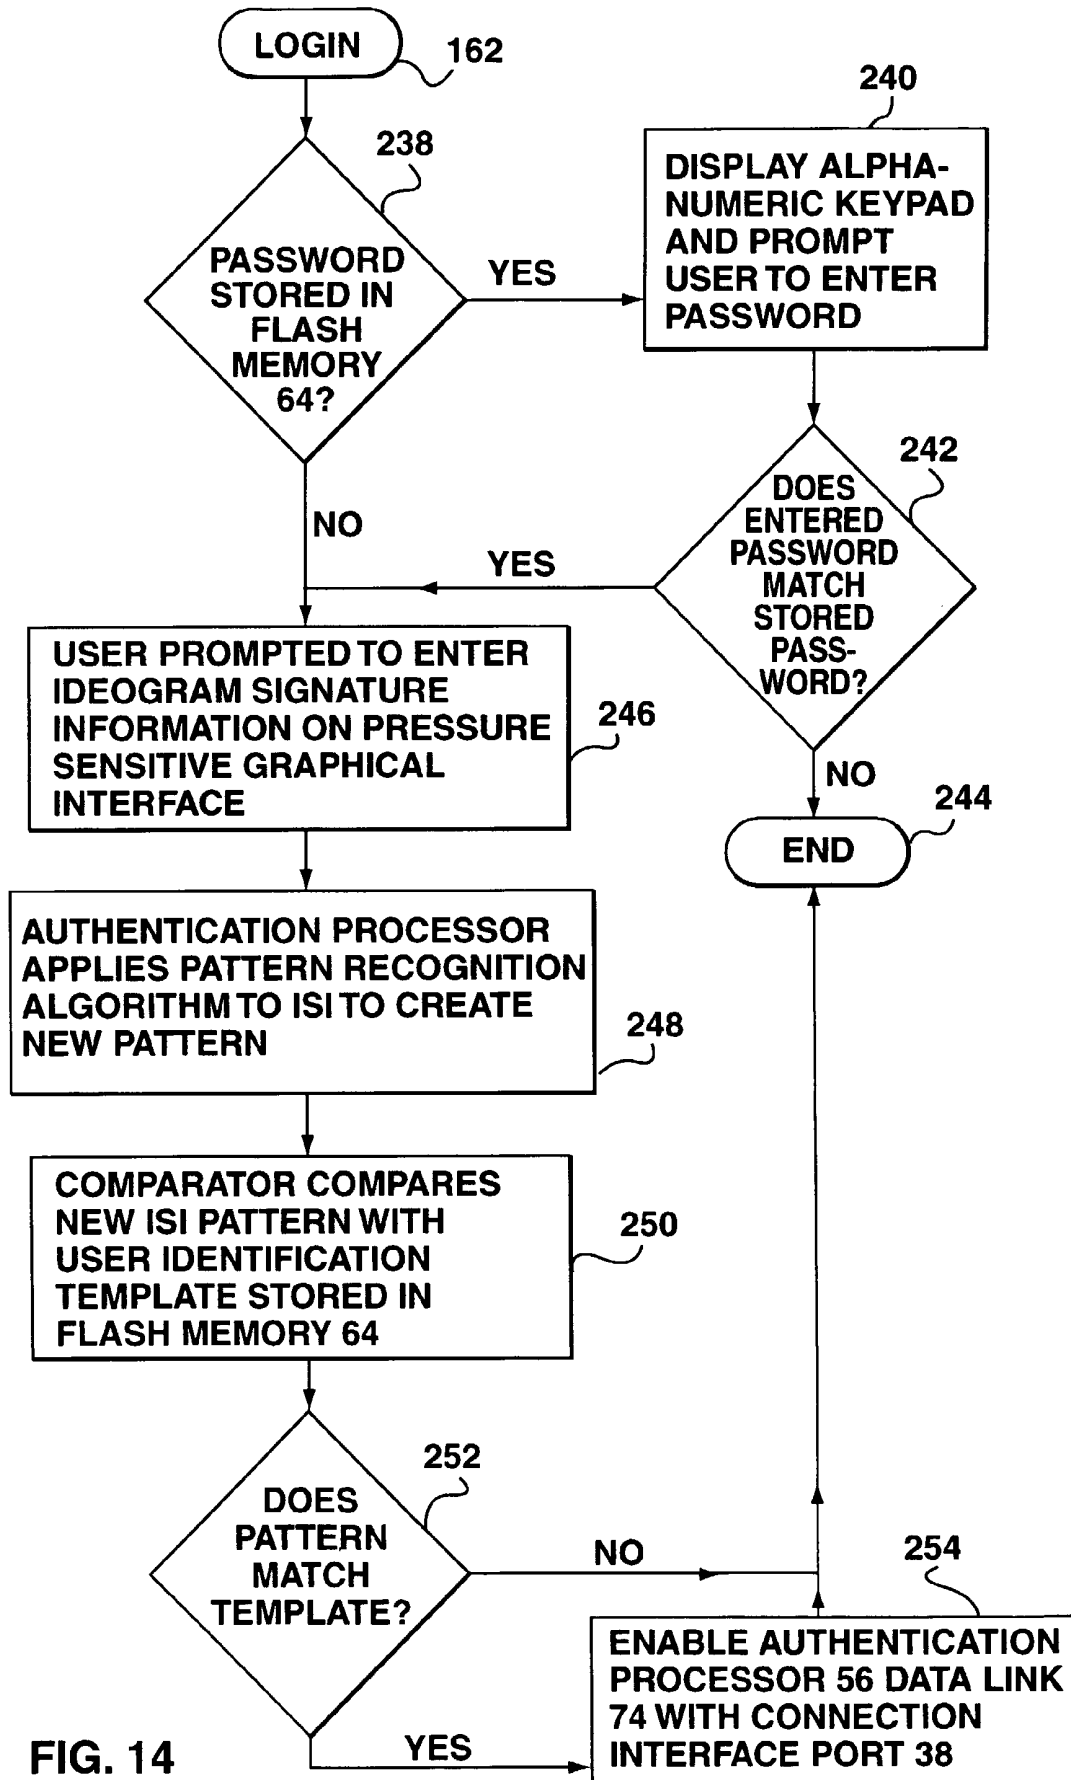 LOGIN
162
238
PASSWORD
STORED IN
FLASH
MEMORY
64?
YES
240
DISPLAY ALPHA-
NUMERIC KEYPAD
AND PROMPT
USER TO ENTER
PASSWORD
242
DOES
ENTERED
PASSWORD
MATCH
STORED
PASS-
WORD?
NO
YES
NO
244
END
USER PROMPTED TO ENTER
IDEOGRAM SIGNATURE
INFORMATION ON PRESSURE
SENSITIVE GRAPHICAL
INTERFACE
246
AUTHENTICATION PROCESSOR
APPLIES PATTERN RECOGNITION
ALGORITHM TO ISI TO CREATE
NEW PATTERN
248
COMPARATOR COMPARES
NEW ISI PATTERN WITH
USER IDENTIFICATION
TEMPLATE STORED IN
FLASH MEMORY 64
250
252
DOES
PATTERN
MATCH
TEMPLATE?
NO
YES
254
ENABLE AUTHENTICATION
PROCESSOR 56 DATA LINK
74 WITH CONNECTION
INTERFACE PORT 38
FIG. 14